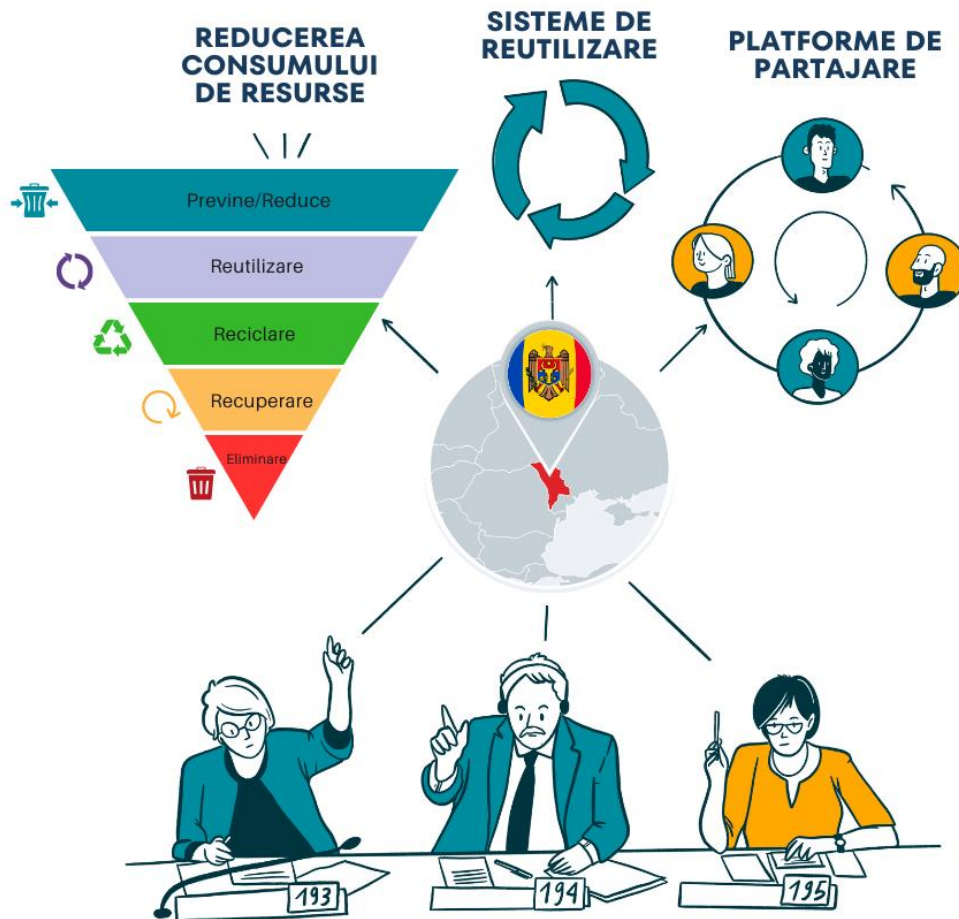 REDUCEREA
CONSUMULUI
DE RESURSE
SISTEME DE
REUTILIZARE
PLATFORME DE
PARTAJARE
Previne/Reduce
Reutilizare
Reciclare
Recuperare
Eliminare
193
194
195